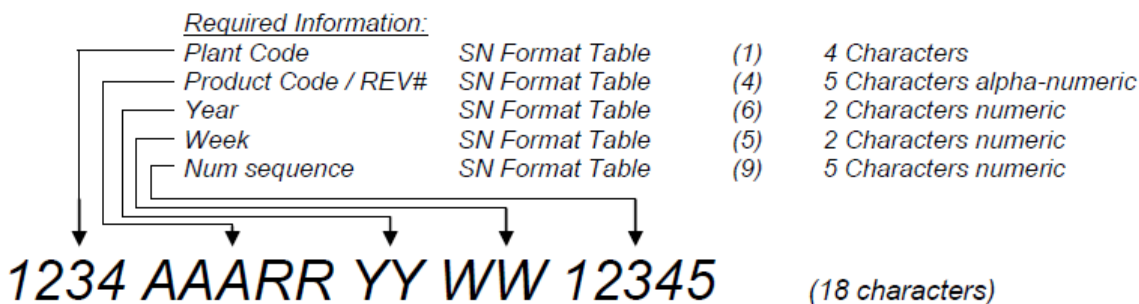 Required Information:
Plant Code SN Format Table (1) 4 Characters
Product Code / REV# SN Format Table (4) 5 Characters alpha-numeric
Year SN Format Table (6) 2 Characters numeric
Week SN Format Table (5) 2 Characters numeric
Num sequence SN Format Table (9) 5 Characters numeric
1234 AAARR YY WW 12345 (18 characters)